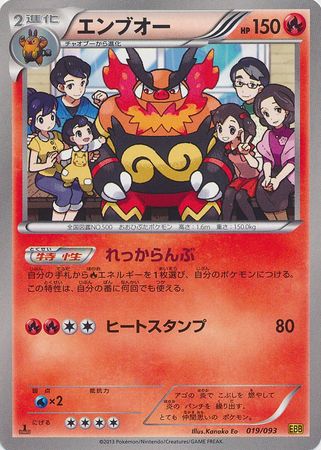 2 進化
エンブオー
HP 150
チャオブーから進化
全国図鑑NO.500 おおひぶたポケモン 高さ:1.6m 重さ:150.0kg
とくせい
特性 れっからんぶ
自分の手札から エネルギーを1枚選び、自分のポケモンにつける。
この特性は、自分の番に何回でも使える。
ヒートスタンプ 80
弱点 抵抗力
×2
にげる
アゴの 炎で こぶしを 燃やして
炎の パンチを 繰り出す。
とても 仲間思いの ポケモン。
Illus. Kanako Eo 019/093 EBB
©2013 Pokémon/Nintendo/Creatures/GAME FREAK.